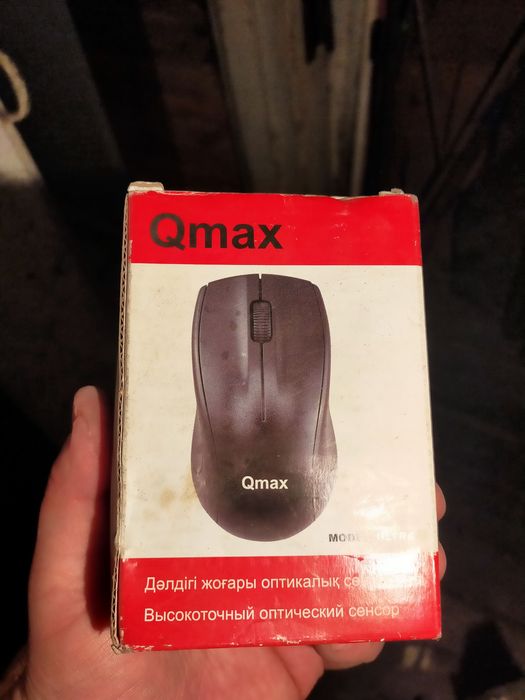 Qmax
Qmax
Дәлдігі жоғары оптикалық
Высокоточный оптический сенсор